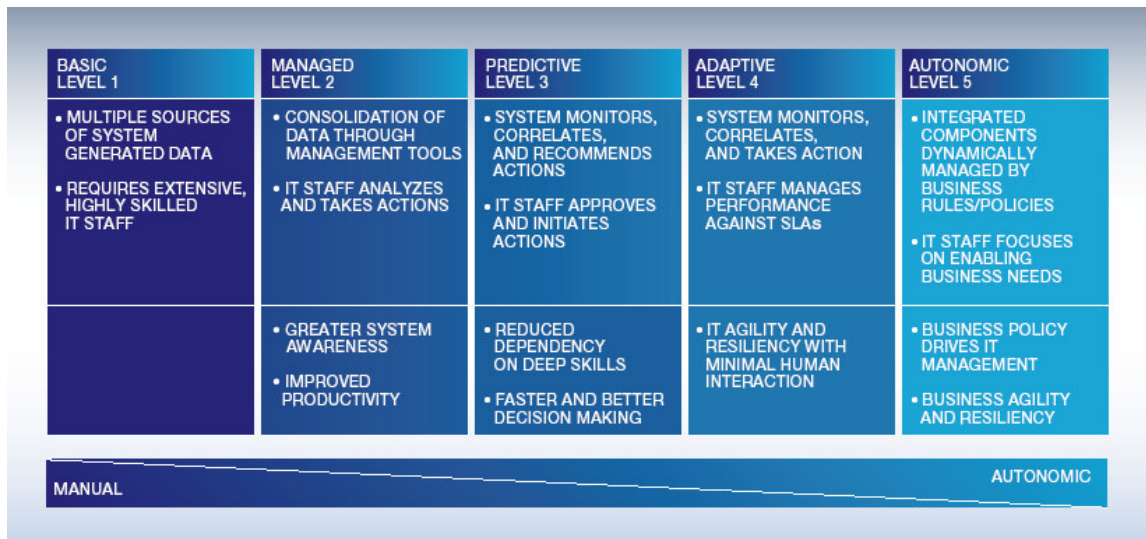 BASIC
LEVEL 1
MANAGED
LEVEL 2
PREDICTIVE
LEVEL 3
ADAPTIVE
LEVEL 4
AUTONOMIC
LEVEL 5
• MULTIPLE SOURCES
OF SYSTEM
GENERATED DATA
• REQUIRES EXTENSIVE,
HIGHLY SKILLED
IT STAFF
• CONSOLIDATION OF
DATA THROUGH
MANAGEMENT TOOLS
• IT STAFF ANALYZES
AND TAKES ACTIONS
• SYSTEM MONITORS,
CORRELATES,
AND RECOMMENDS
ACTIONS
• IT STAFF APPROVES
AND INITIATES
ACTIONS
• SYSTEM MONITORS,
CORRELATES,
AND TAKES ACTION
• IT STAFF MANAGES
PERFORMANCE
AGAINST SLAs
• INTEGRATED
COMPONENTS
DYNAMICALLY
MANAGED BY
BUSINESS
RULES/POLICIES
• IT STAFF FOCUSES
ON ENABLING
BUSINESS NEEDS
• GREATER SYSTEM
AWARENESS
• IMPROVED
PRODUCTIVITY
• REDUCED
DEPENDENCY
ON DEEP SKILLS
• FASTER AND BETTER
DECISION MAKING
• IT AGILITY AND
RESILIENCY WITH
MINIMAL HUMAN
INTERACTION
• BUSINESS POLICY
DRIVES IT
MANAGEMENT
• BUSINESS AGILITY
AND RESILIENCY
MANUAL
AUTONOMIC